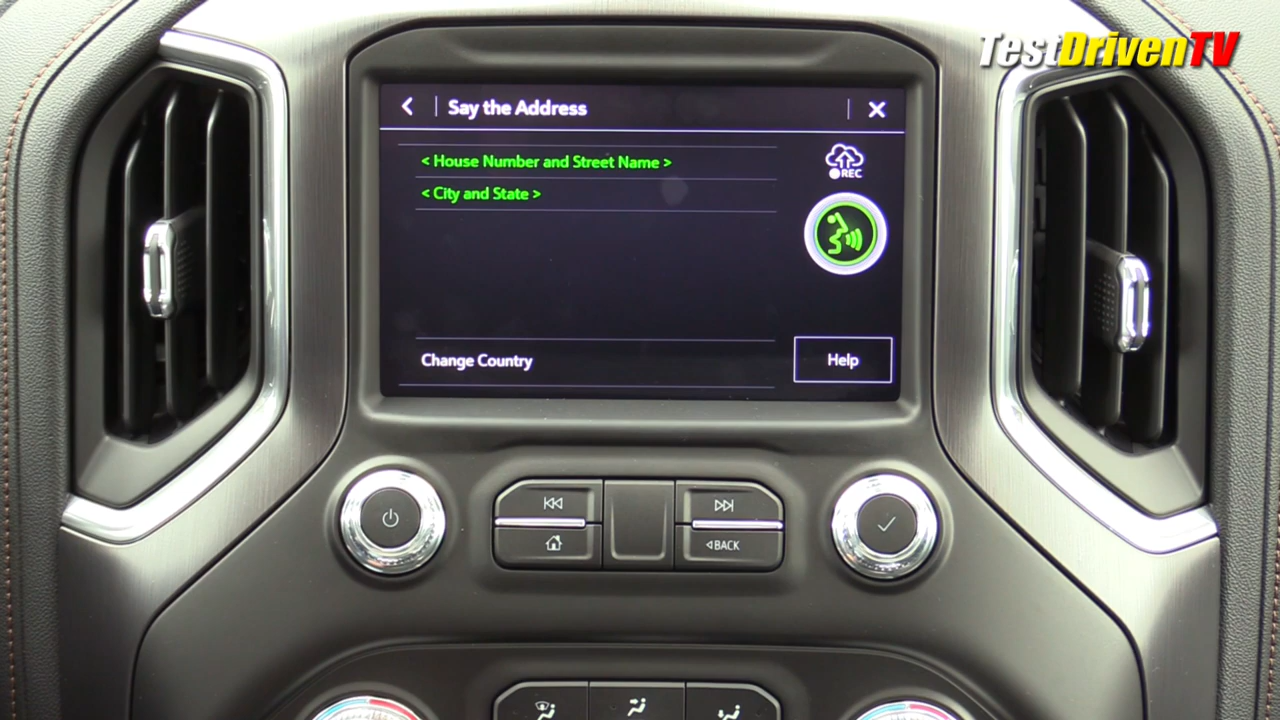 TestDrivenTV
Say the Address
< House Number and Street Name >
REC
< City and State >
Change Country
Help
BACK